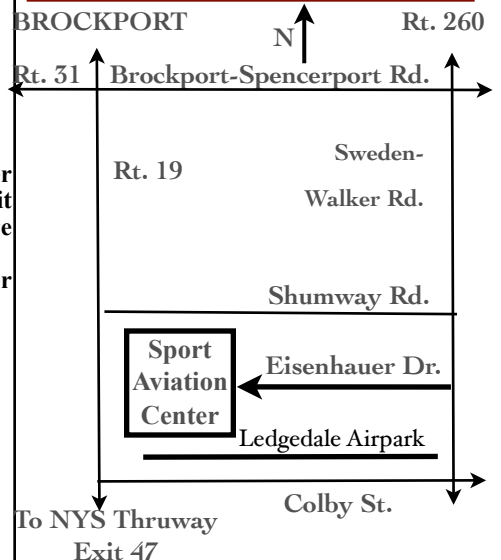 BROCKPORT
N
Rt. 260
Rt. 31
Brockport-Spencerport Rd.
Rt. 19
Sweden-
Walker Rd.
r
it
e
r
Shumway Rd.
Sport
Aviation
Center
Eisenhauer Dr.
Ledgedale Airpark
Colby St.
To NYS Thruway
Exit 47